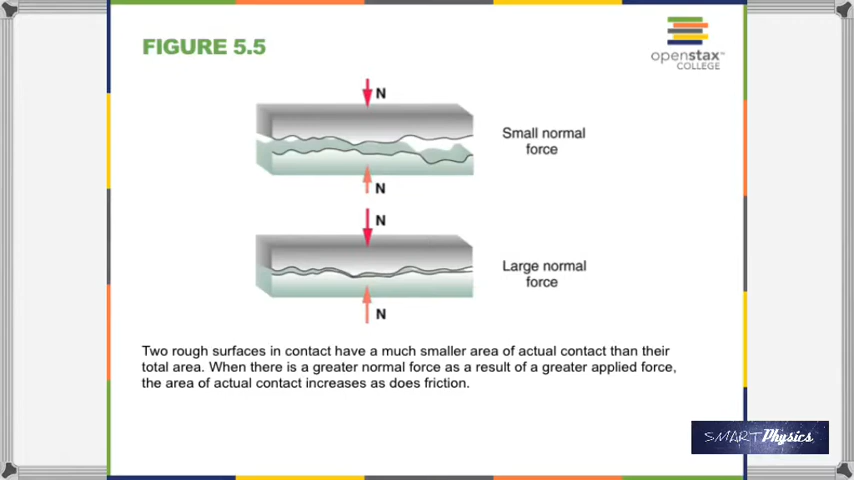 FIGURE 5.5
openstax™
COLLEGE
N
Small normal
force
N
N
Large normal
force
N
Two rough surfaces in contact have a much smaller area of actual contact than their
total area. When there is a greater normal force as a result of a greater applied force,
the area of actual contact increases as does friction.
SMARTPhysics